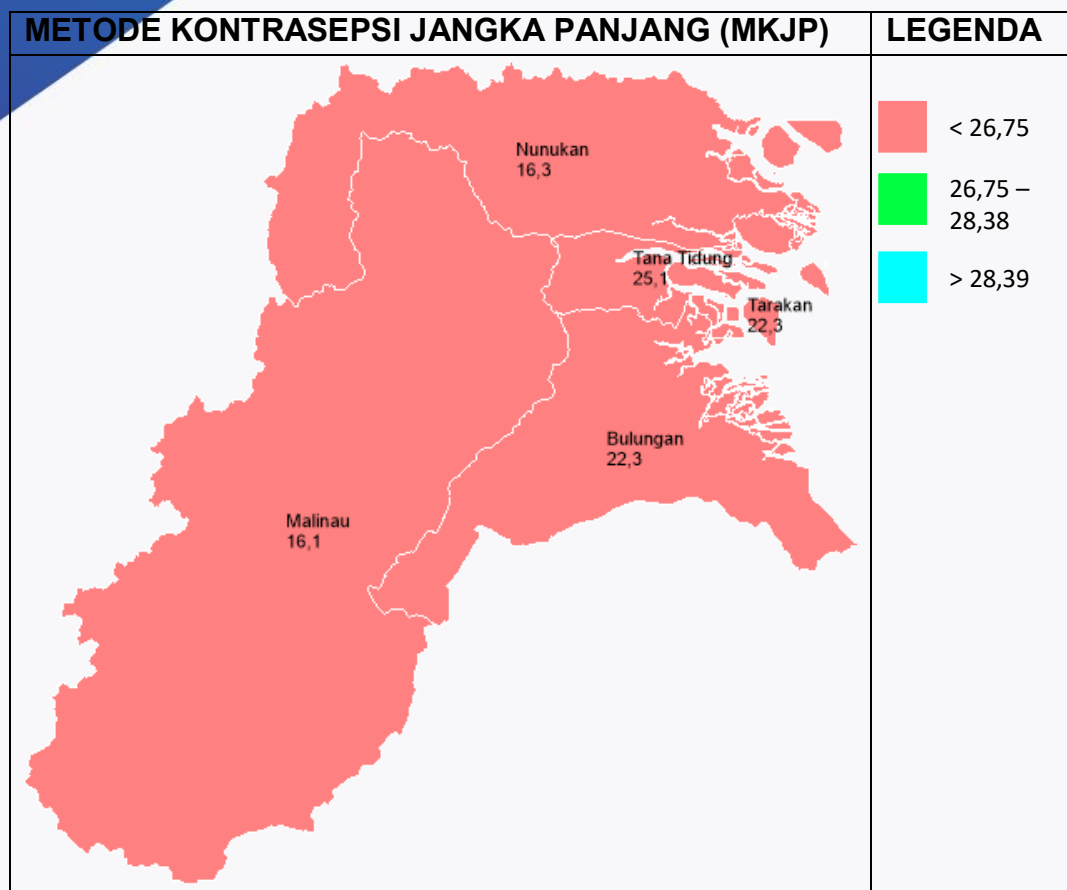 METODE KONTRASEPSI JANGKA PANJANG (MKJP)
LEGENDA
< 26,75
26,75 –
28,38
> 28,39
Nunukan
16,3
Tana Tidung
25,1
Tarakan
22,3
Bulungan
22,3
Malinau
16,1